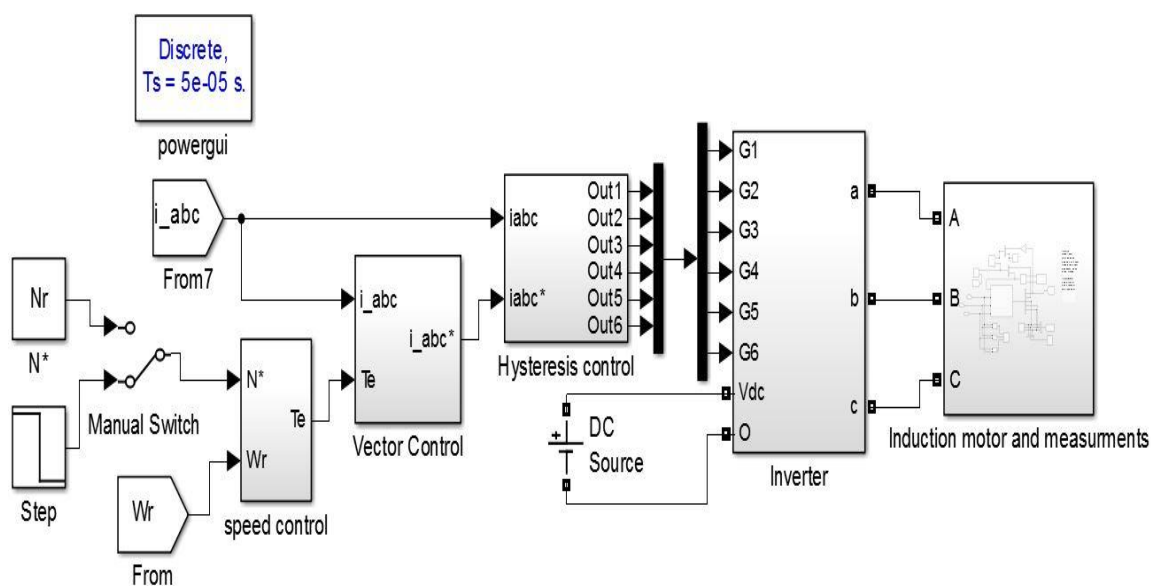 Discrete,
Ts = 5e-05 s.
powergui
i_abc
From7
Nr
N*
Manual Switch
Step
Wr
From
N*
Te
Wr
speed control
i_abc
i_abc*
Te
Vector Control
iabc
iabc*
Out1
Out2
Out3
Out4
Out5
Out6
Hysteresis control
DC
Source
+
G1
G2
G3
G4
G5
G6
Vdc
O
a
b
c
Inverter
A
B
C
Induction motor and measurments